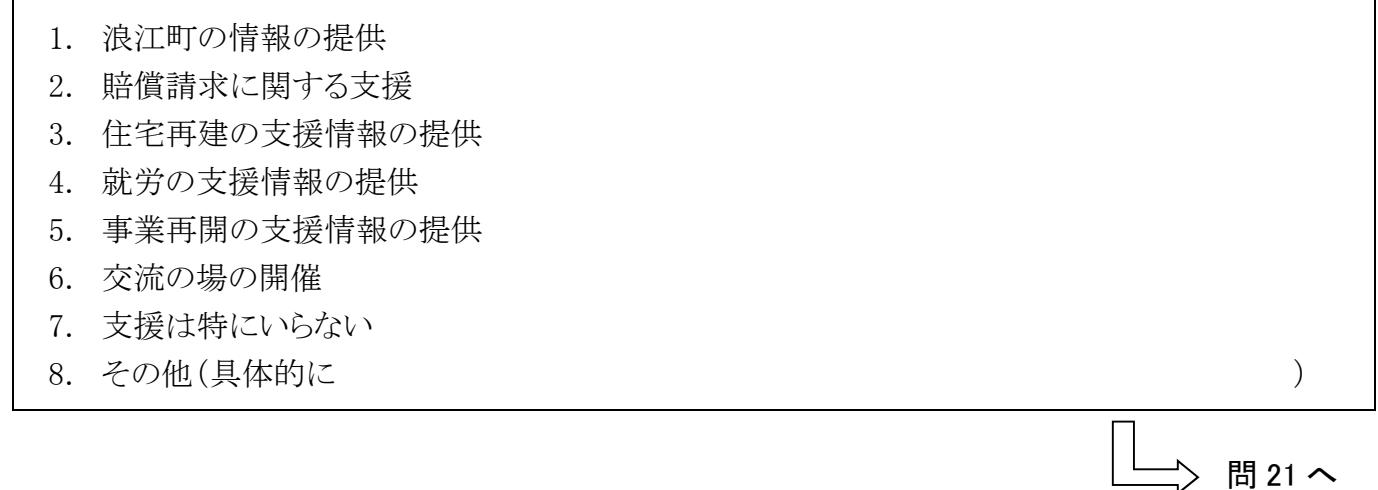 1. 浪江町の情報の提供
2. 賠償請求に関する支援
3. 住宅再建の支援情報の提供
4. 就労の支援情報の提供
5. 事業再開の支援情報の提供
6. 交流の場の開催
7. 支援は特にいらない
8. その他(具体的に　　　　　　　　　　)
問 21 へ